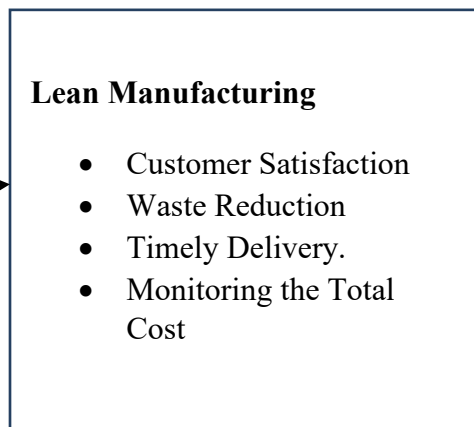 Lean Manufacturing
• Customer Satisfaction
• Waste Reduction
• Timely Delivery.
• Monitoring the Total
Cost